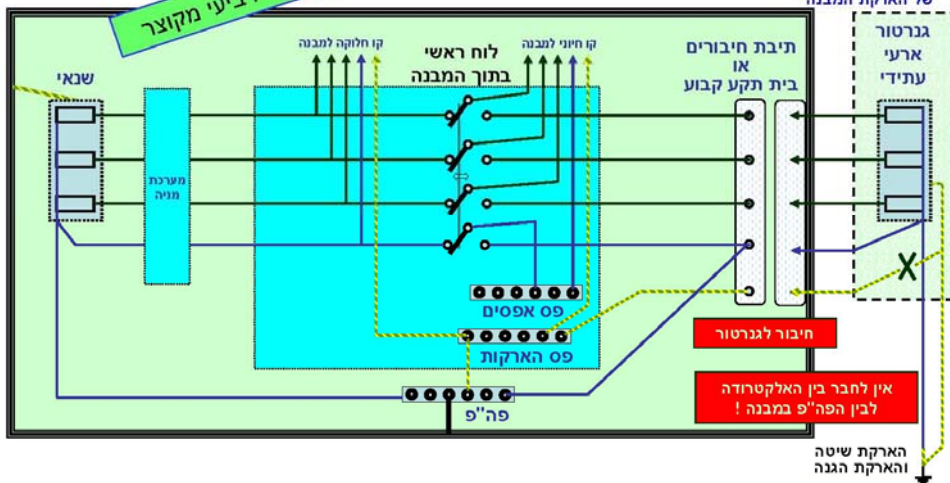 של הארקת המבנה
רביעי מקוצר
גנרטור
ארעי
עתידי
תיבת חיבורים
או
בית תקע קבוע
קו חיוני למבנה
לוח ראשי
בתוך המבנה
קו חלוקה למבנה
שנאי
מערכת
מניה
פס אפסים
פס הארקות
פה"פ
חיבור לגנרטור
אין לחבר בין האלקטרודה
לבין הפה"פ במבנה !
הארקת שיטה
והארקת הגנה